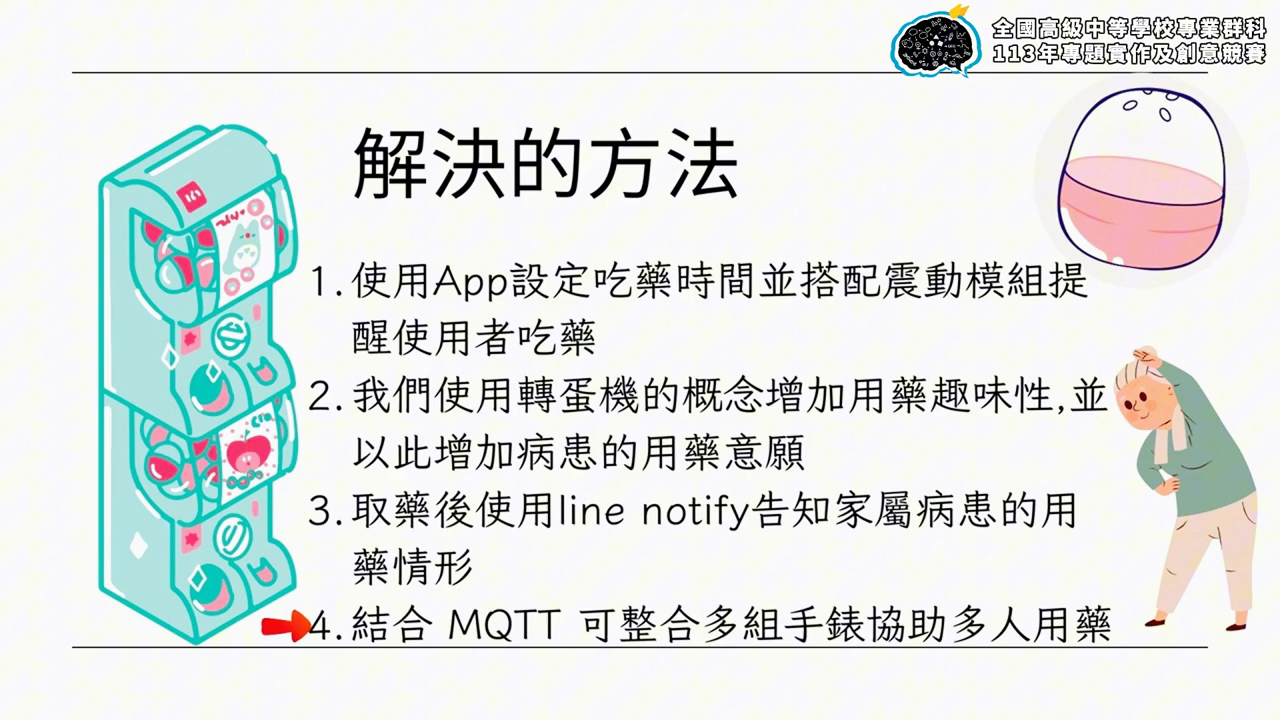 全國高級中等學校專業群科
113年專題實作及創意競賽
解決的方法
1. 使用App設定吃藥時間並搭配震動模組提
醒使用者吃藥
2. 我們使用轉蛋機的概念增加用藥趣味性,並
以此增加病患的用藥意願
3. 取藥後使用line notify告知家屬病患的用
藥情形
4. 結合 MQTT 可整合多組手錶協助多人用藥